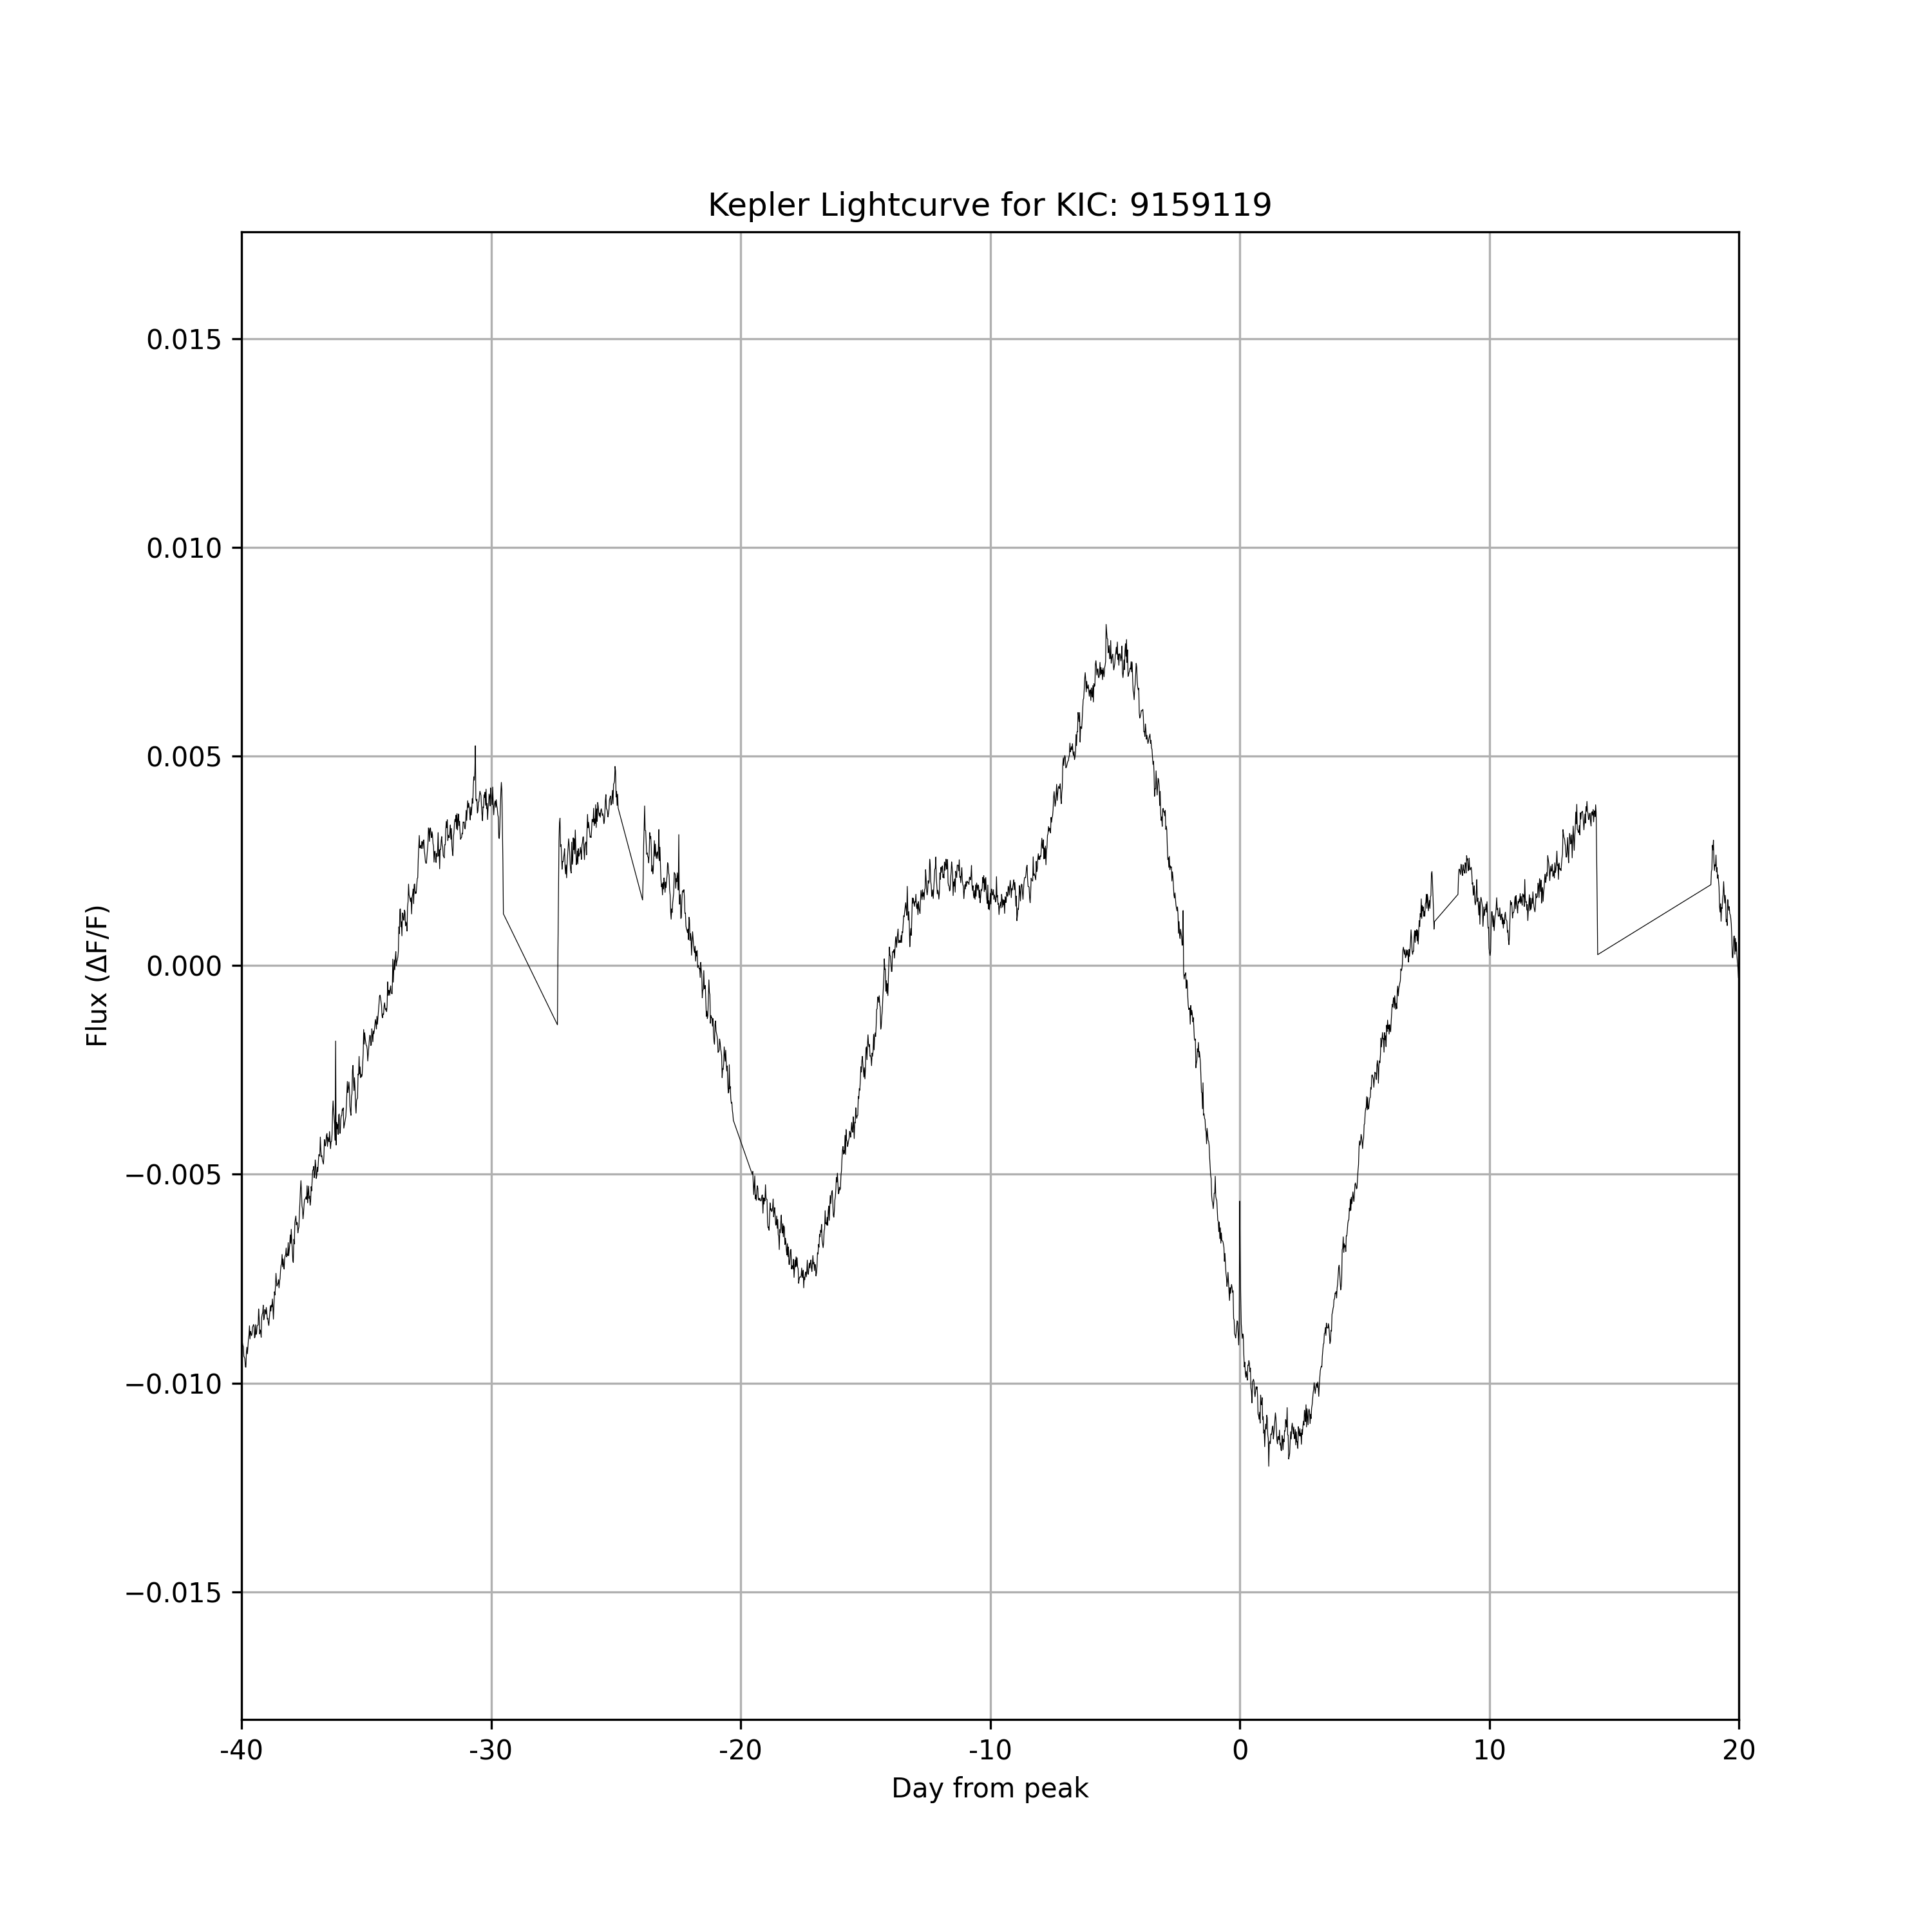 Kepler Lightcurve for KIC: 9159119
0.015
0.010
0.005
0.000
−0.005
−0.010
−0.015
Flux (ΔF/F)
-40 -30 -20 -10 0 10 20
Day from peak